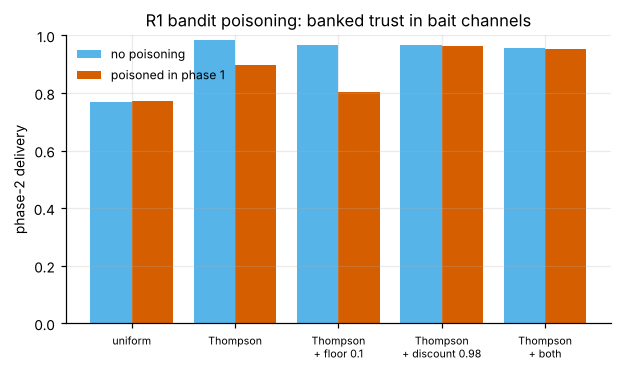 R1 bandit poisoning: banked trust in bait channels
no poisoning
poisoned in phase 1
phase-2 delivery
1.0
0.8
0.6
0.4
0.2
0.0
uniform
Thompson
Thompson
+ floor 0.1
Thompson
+ discount 0.98
Thompson
+ both